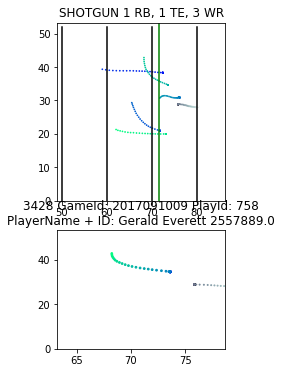 SHOTGUN 1 RB, 1 TE, 3 WR
50
40
30
20
10
0
50 60 70 80
3428 GameId: 2017091009 PlayId: 758
PlayerName + ID: Gerald Everett 2557889.0
40
20
0
65 70 75